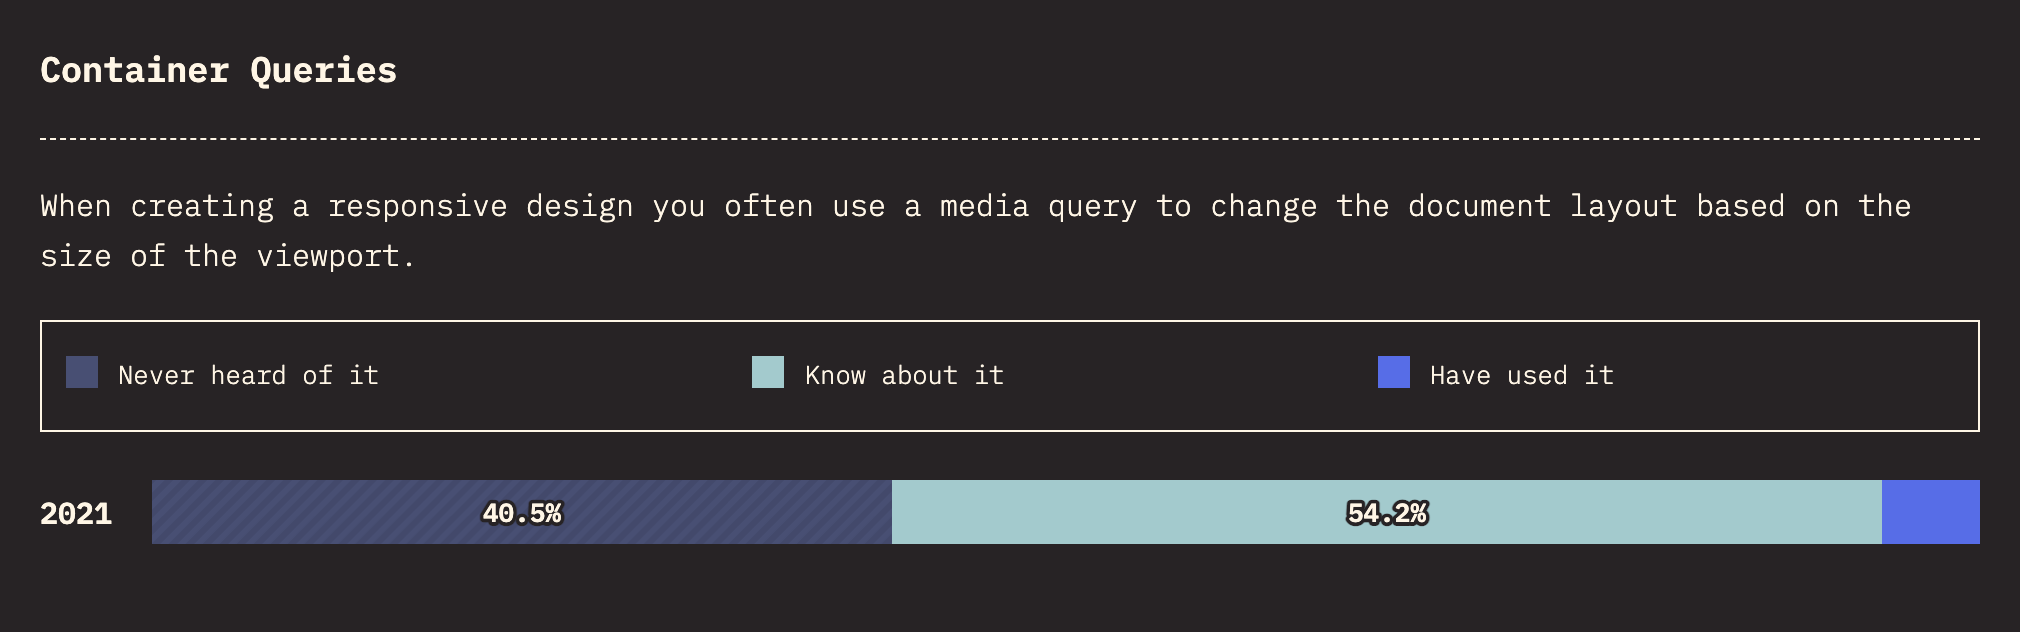 Container Queries
When creating a responsive design you often use a media query to change the document layout based on the
size of the viewport.
Never heard of it Know about it Have used it
2021 40.5% 54.2%